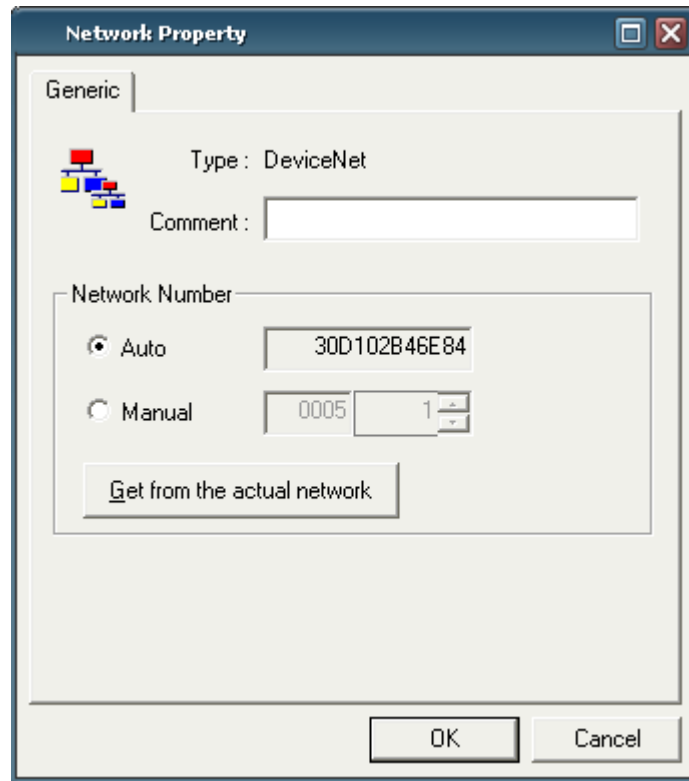 Network Property
Generic
Type : DeviceNet
Comment :
Network Number
Auto 30D102B46E84
Manual 0005 1
Get from the actual network
OK Cancel